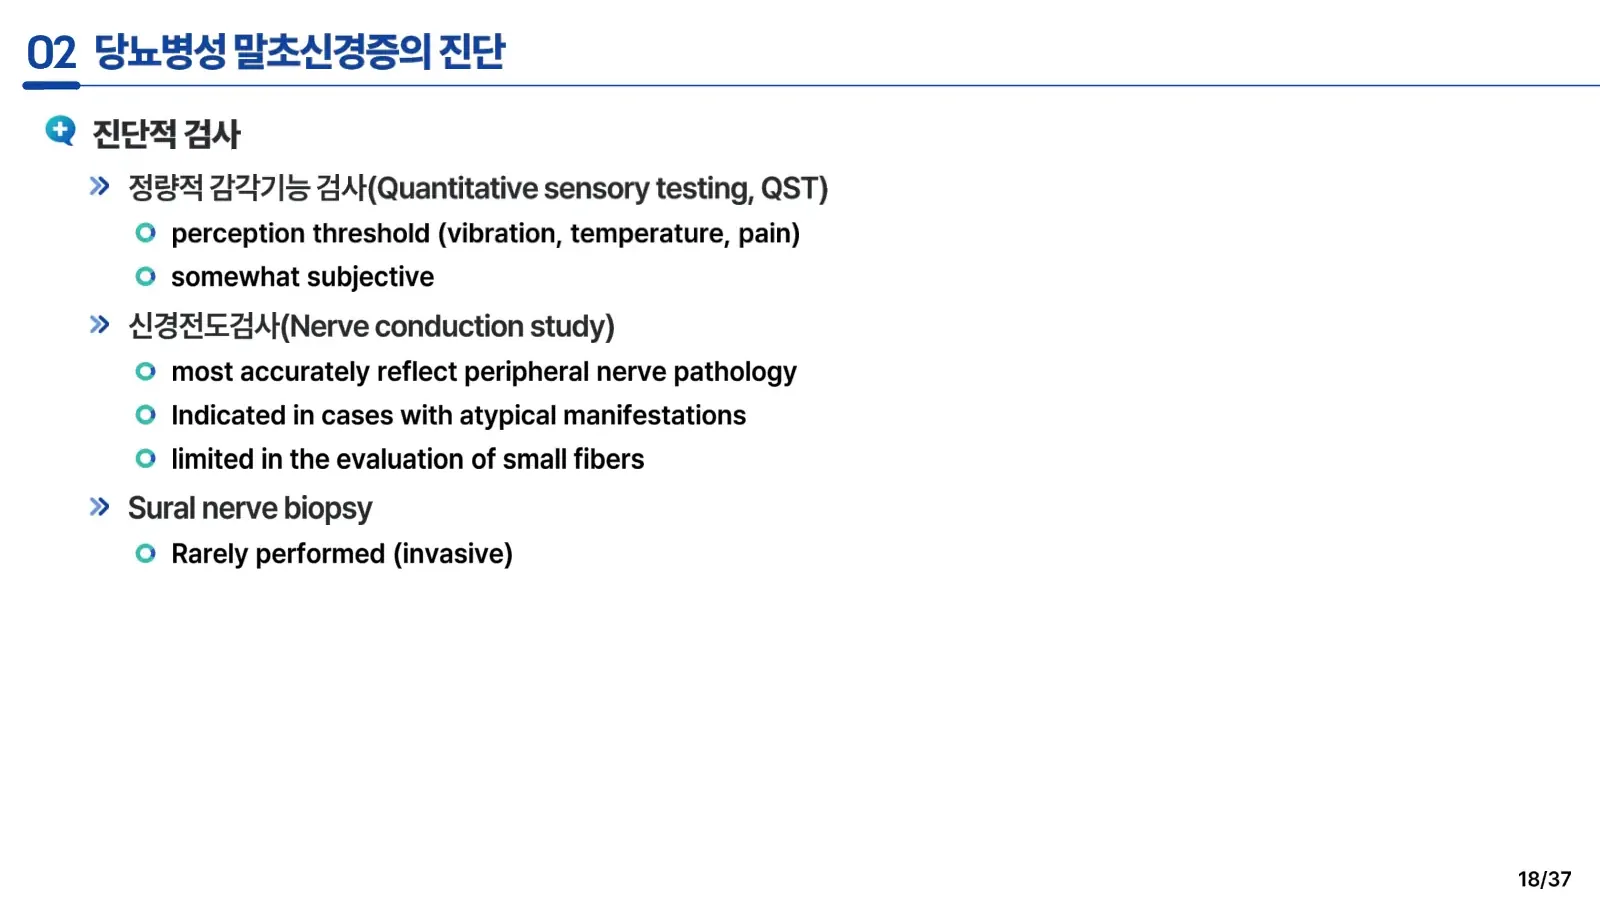 02 당뇨병성 말초신경증의 진단
진단적 검사
정량적 감각기능 검사(Quantitative sensory testing, QST)
perception threshold (vibration, temperature, pain)
somewhat subjective
신경전도검사(Nerve conduction study)
most accurately reflect peripheral nerve pathology
Indicated in cases with atypical manifestations
limited in the evaluation of small fibers
Sural nerve biopsy
Rarely performed (invasive)
18/37